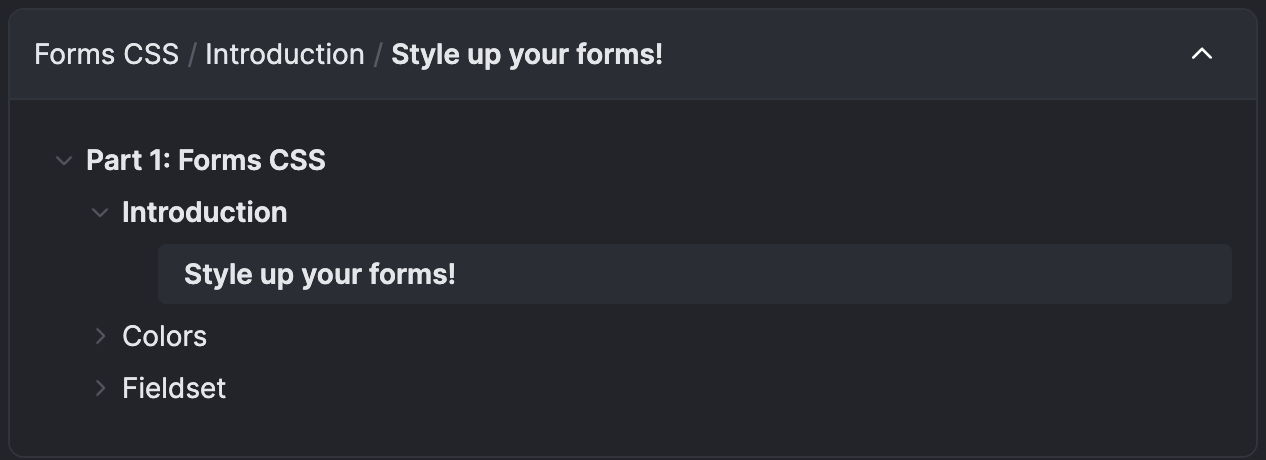 Forms CSS / Introduction / Style up your forms!
Part 1: Forms CSS
Introduction
Style up your forms!
Colors
Fieldset